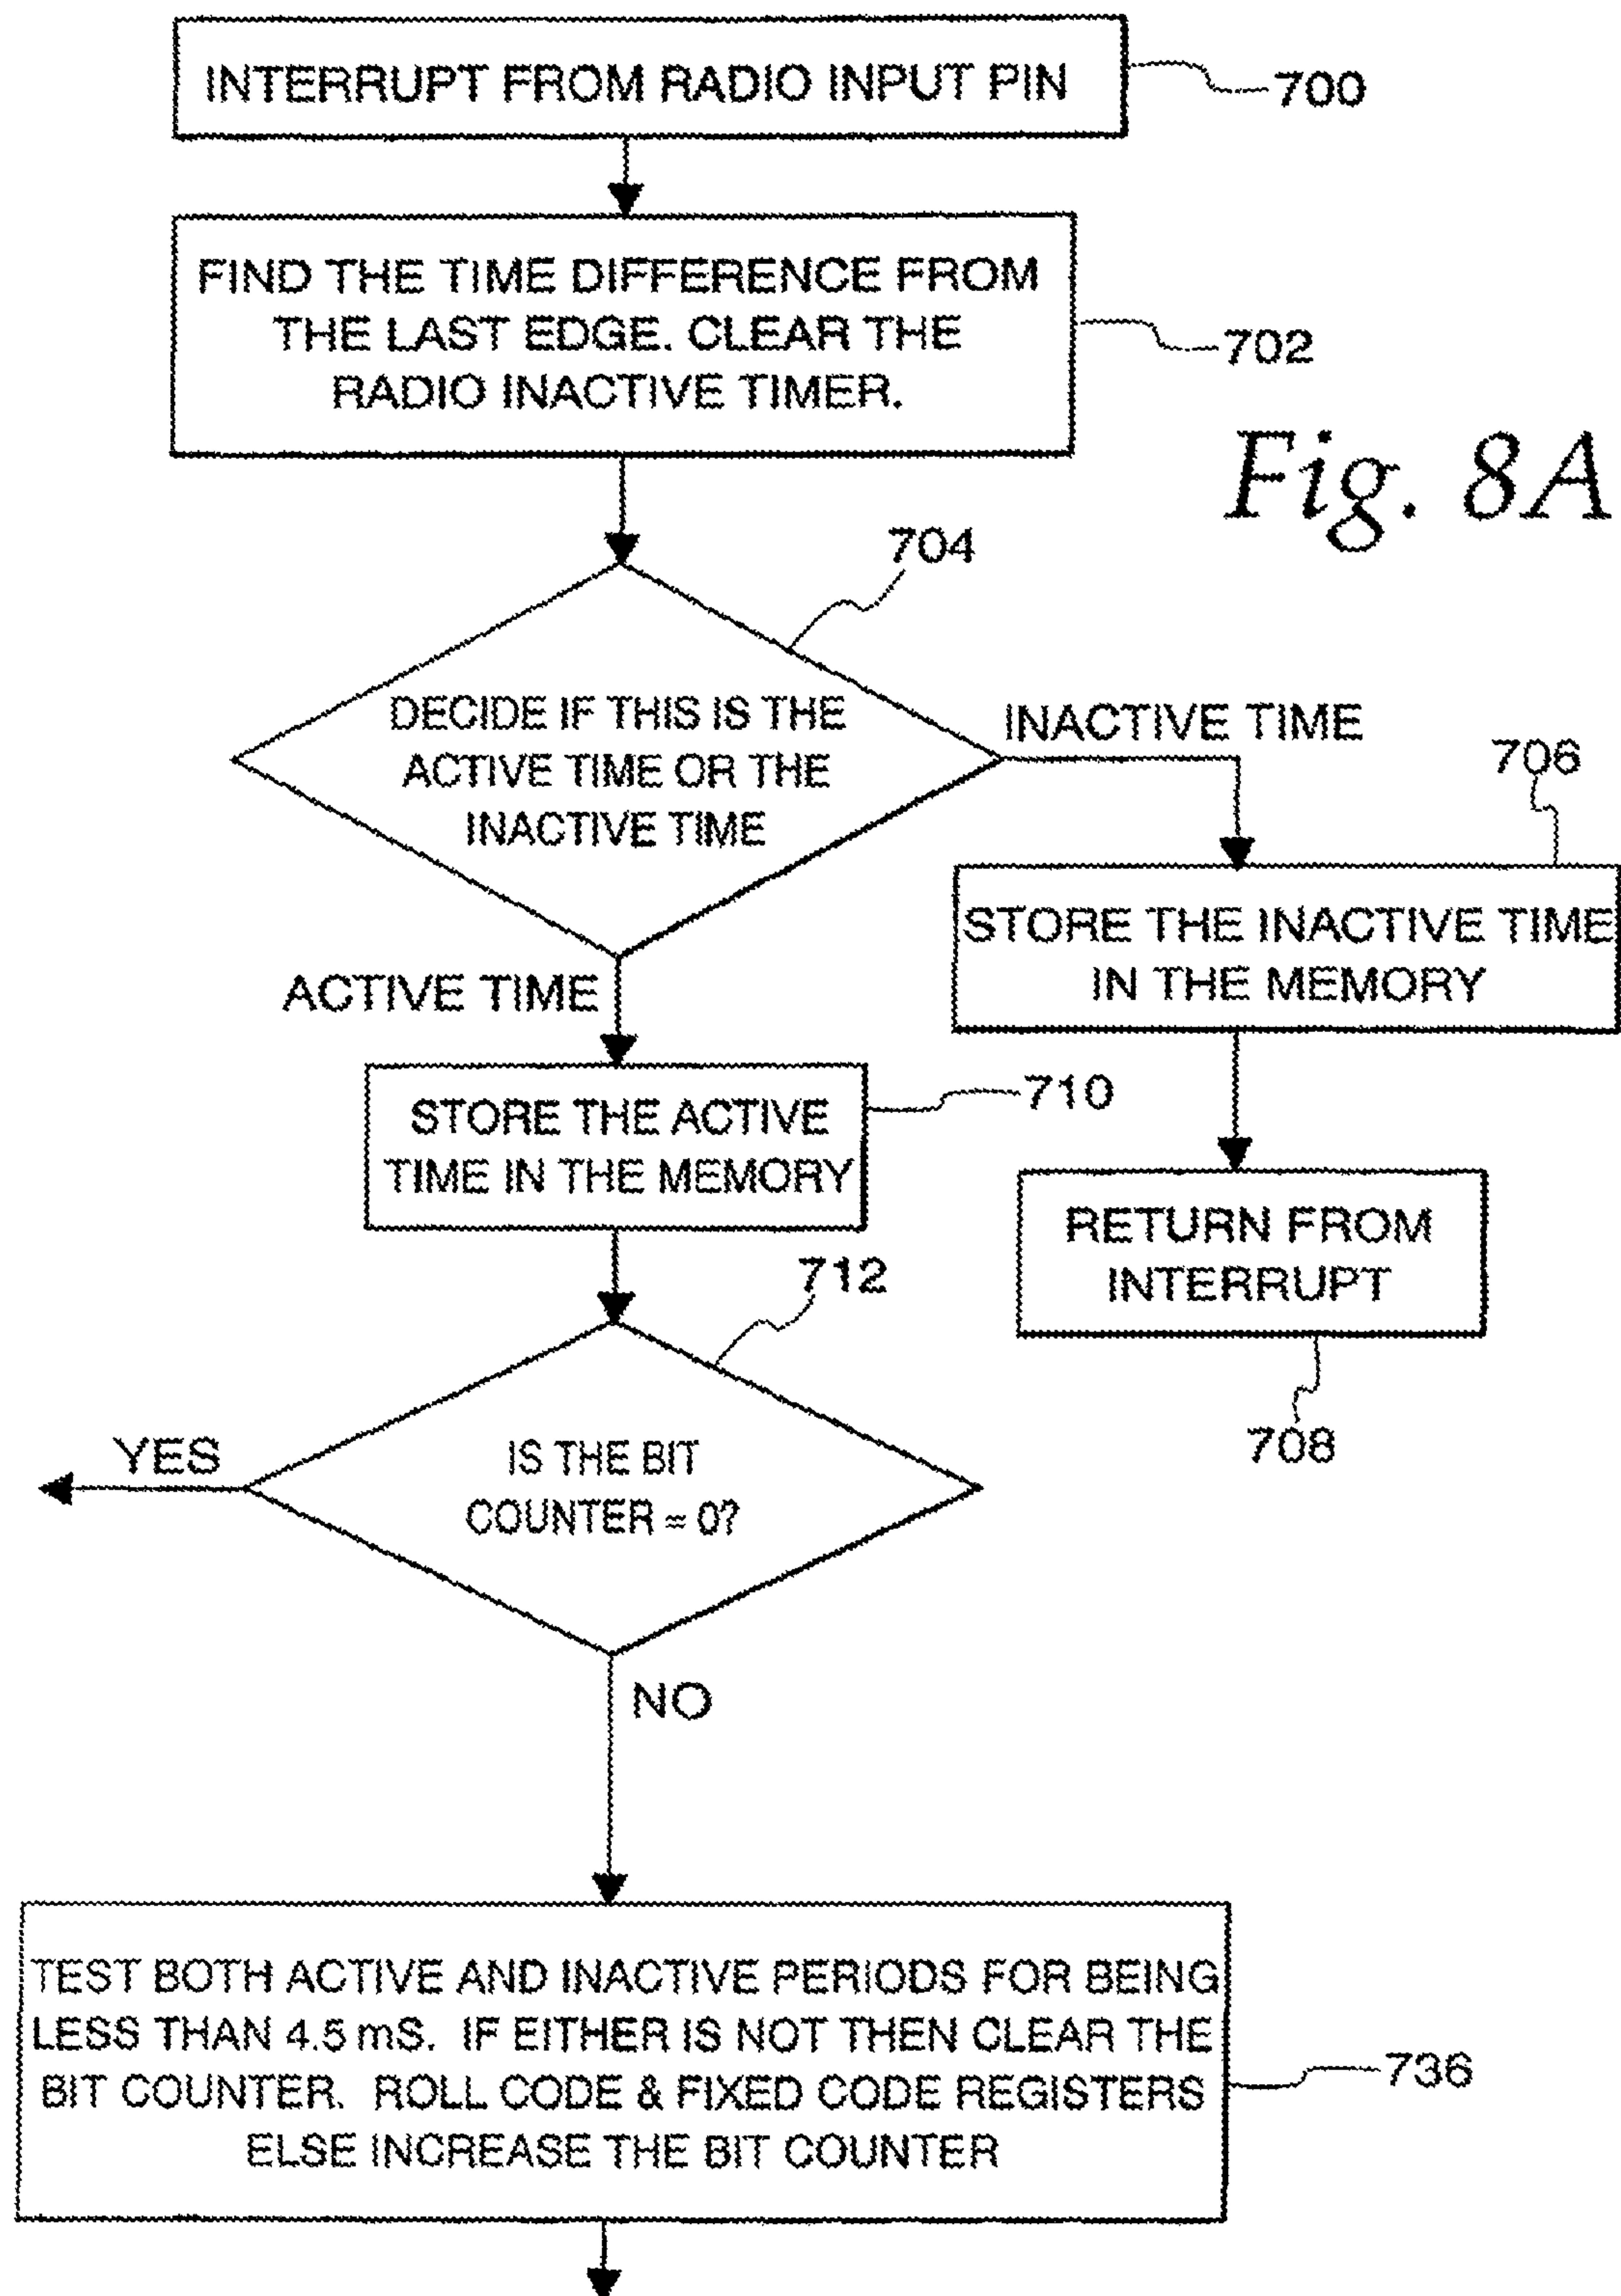 INTERRUPT FROM RADIO INPUT PIN
700
FIND THE TIME DIFFERENCE FROM
THE LAST EDGE. CLEAR THE
RADIO INACTIVE TIMER.
702
Fig. 8A
704
DECIDE IF THIS IS THE
ACTIVE TIME OR THE
INACTIVE TIME
INACTIVE TIME
706
STORE THE INACTIVE TIME
IN THE MEMORY
ACTIVE TIME
710
STORE THE ACTIVE
TIME IN THE MEMORY
RETURN FROM
INTERRUPT
708
712
YES
IS THE BIT
COUNTER = 0?
NO
TEST BOTH ACTIVE AND INACTIVE PERIODS FOR BEING
LESS THAN 4.5 mS. IF EITHER IS NOT THEN CLEAR THE
BIT COUNTER. ROLL CODE & FIXED CODE REGISTERS
ELSE INCREASE THE BIT COUNTER
736